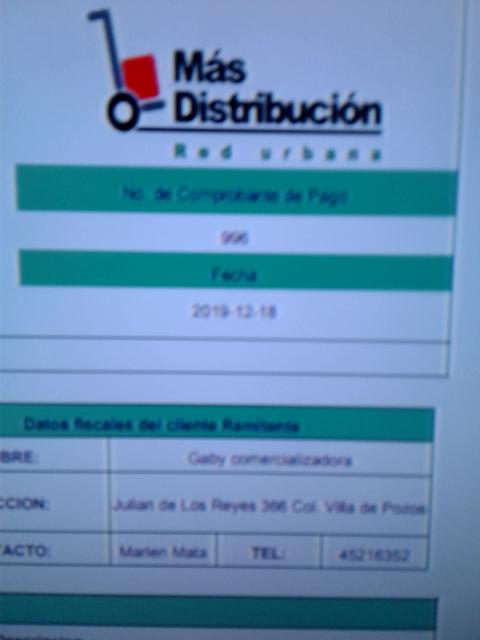 Más
Distribución
Red urbana
No. de Comprobante de Pago
996
Fecha
2019-12-18
Datos fiscales del cliente Remitente
BRE: Gaby comercializadora
CCION: Julian de Los Reyes 366 Col. Villa de Pozos
TACTO: Marlen Mata TEL: 45216352